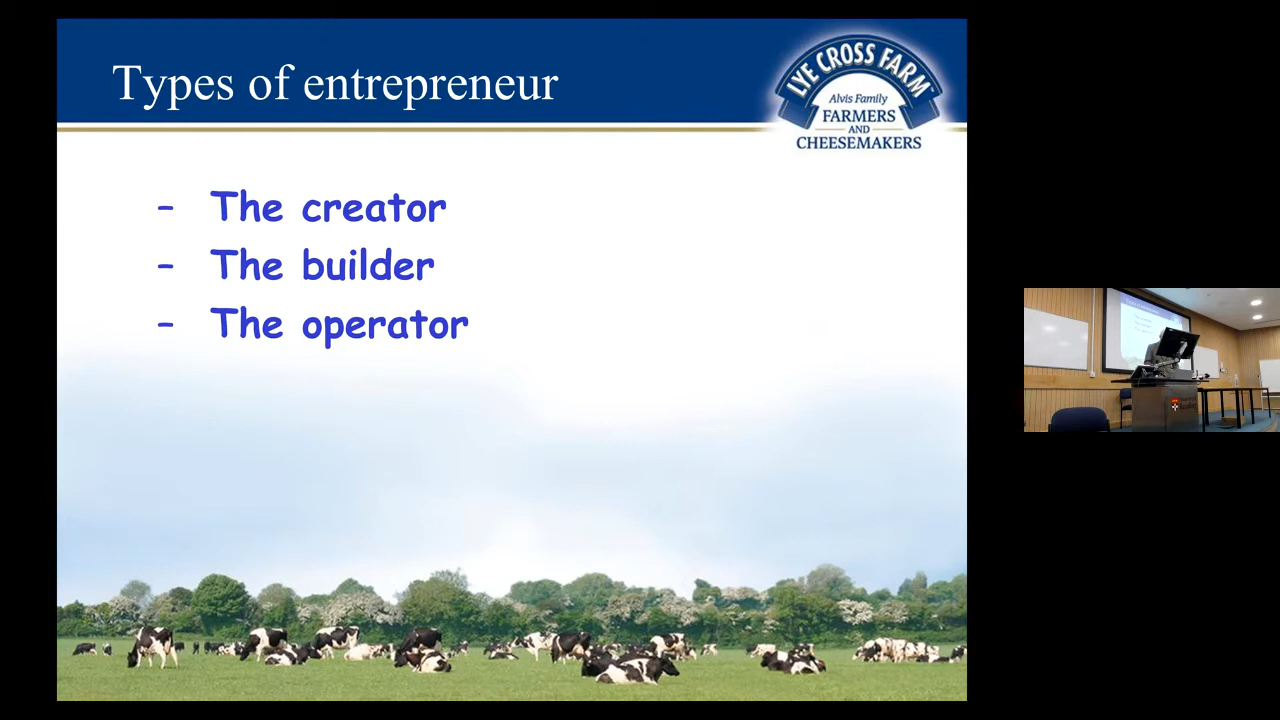 Types of entrepreneur
LYE CROSS FARM
Alvis Family
FARMERS
AND
CHEESEMAKERS
– The creator
– The builder
– The operator